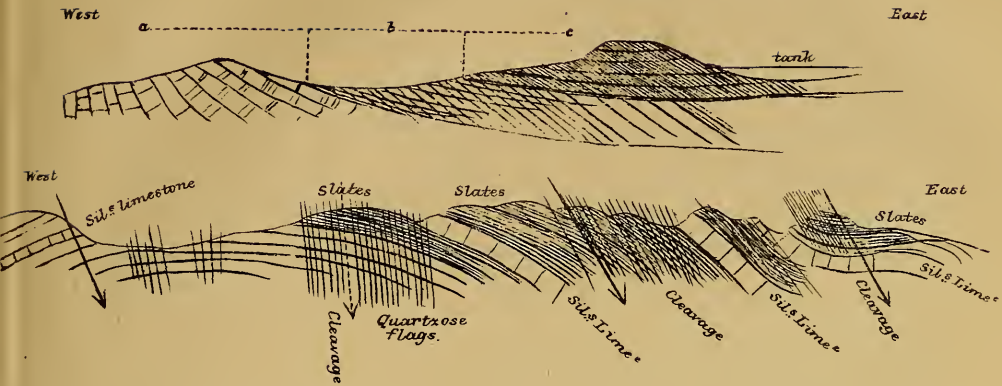 West East
a b c
tank
West East
Sil.s limestone Slates Slates Slates
Sil.s Lime.e
Cleavage
Quartzose
flags.
Sil.s Lime.e
Cleavage
Sil.s Lime.e
Cleavage